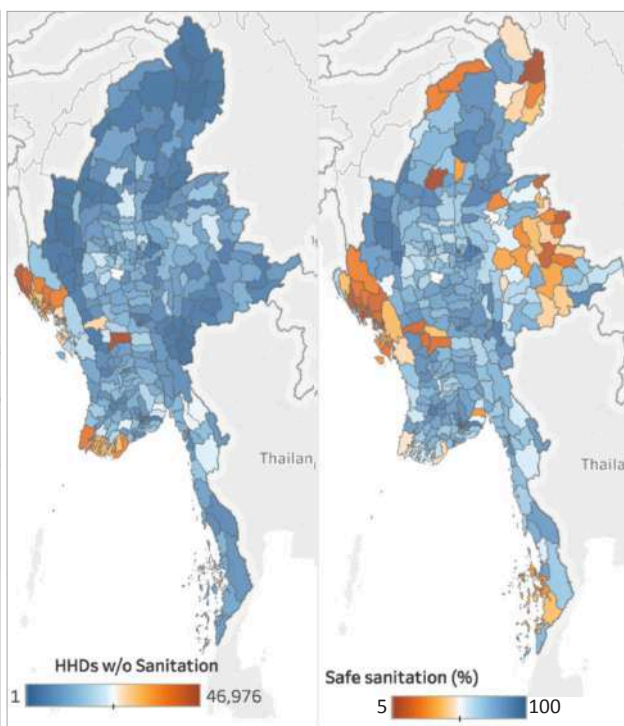 Thailan
HHDs w/o Sanitation
1 46,976
Thaila
Safe sanitation (%)
5 100